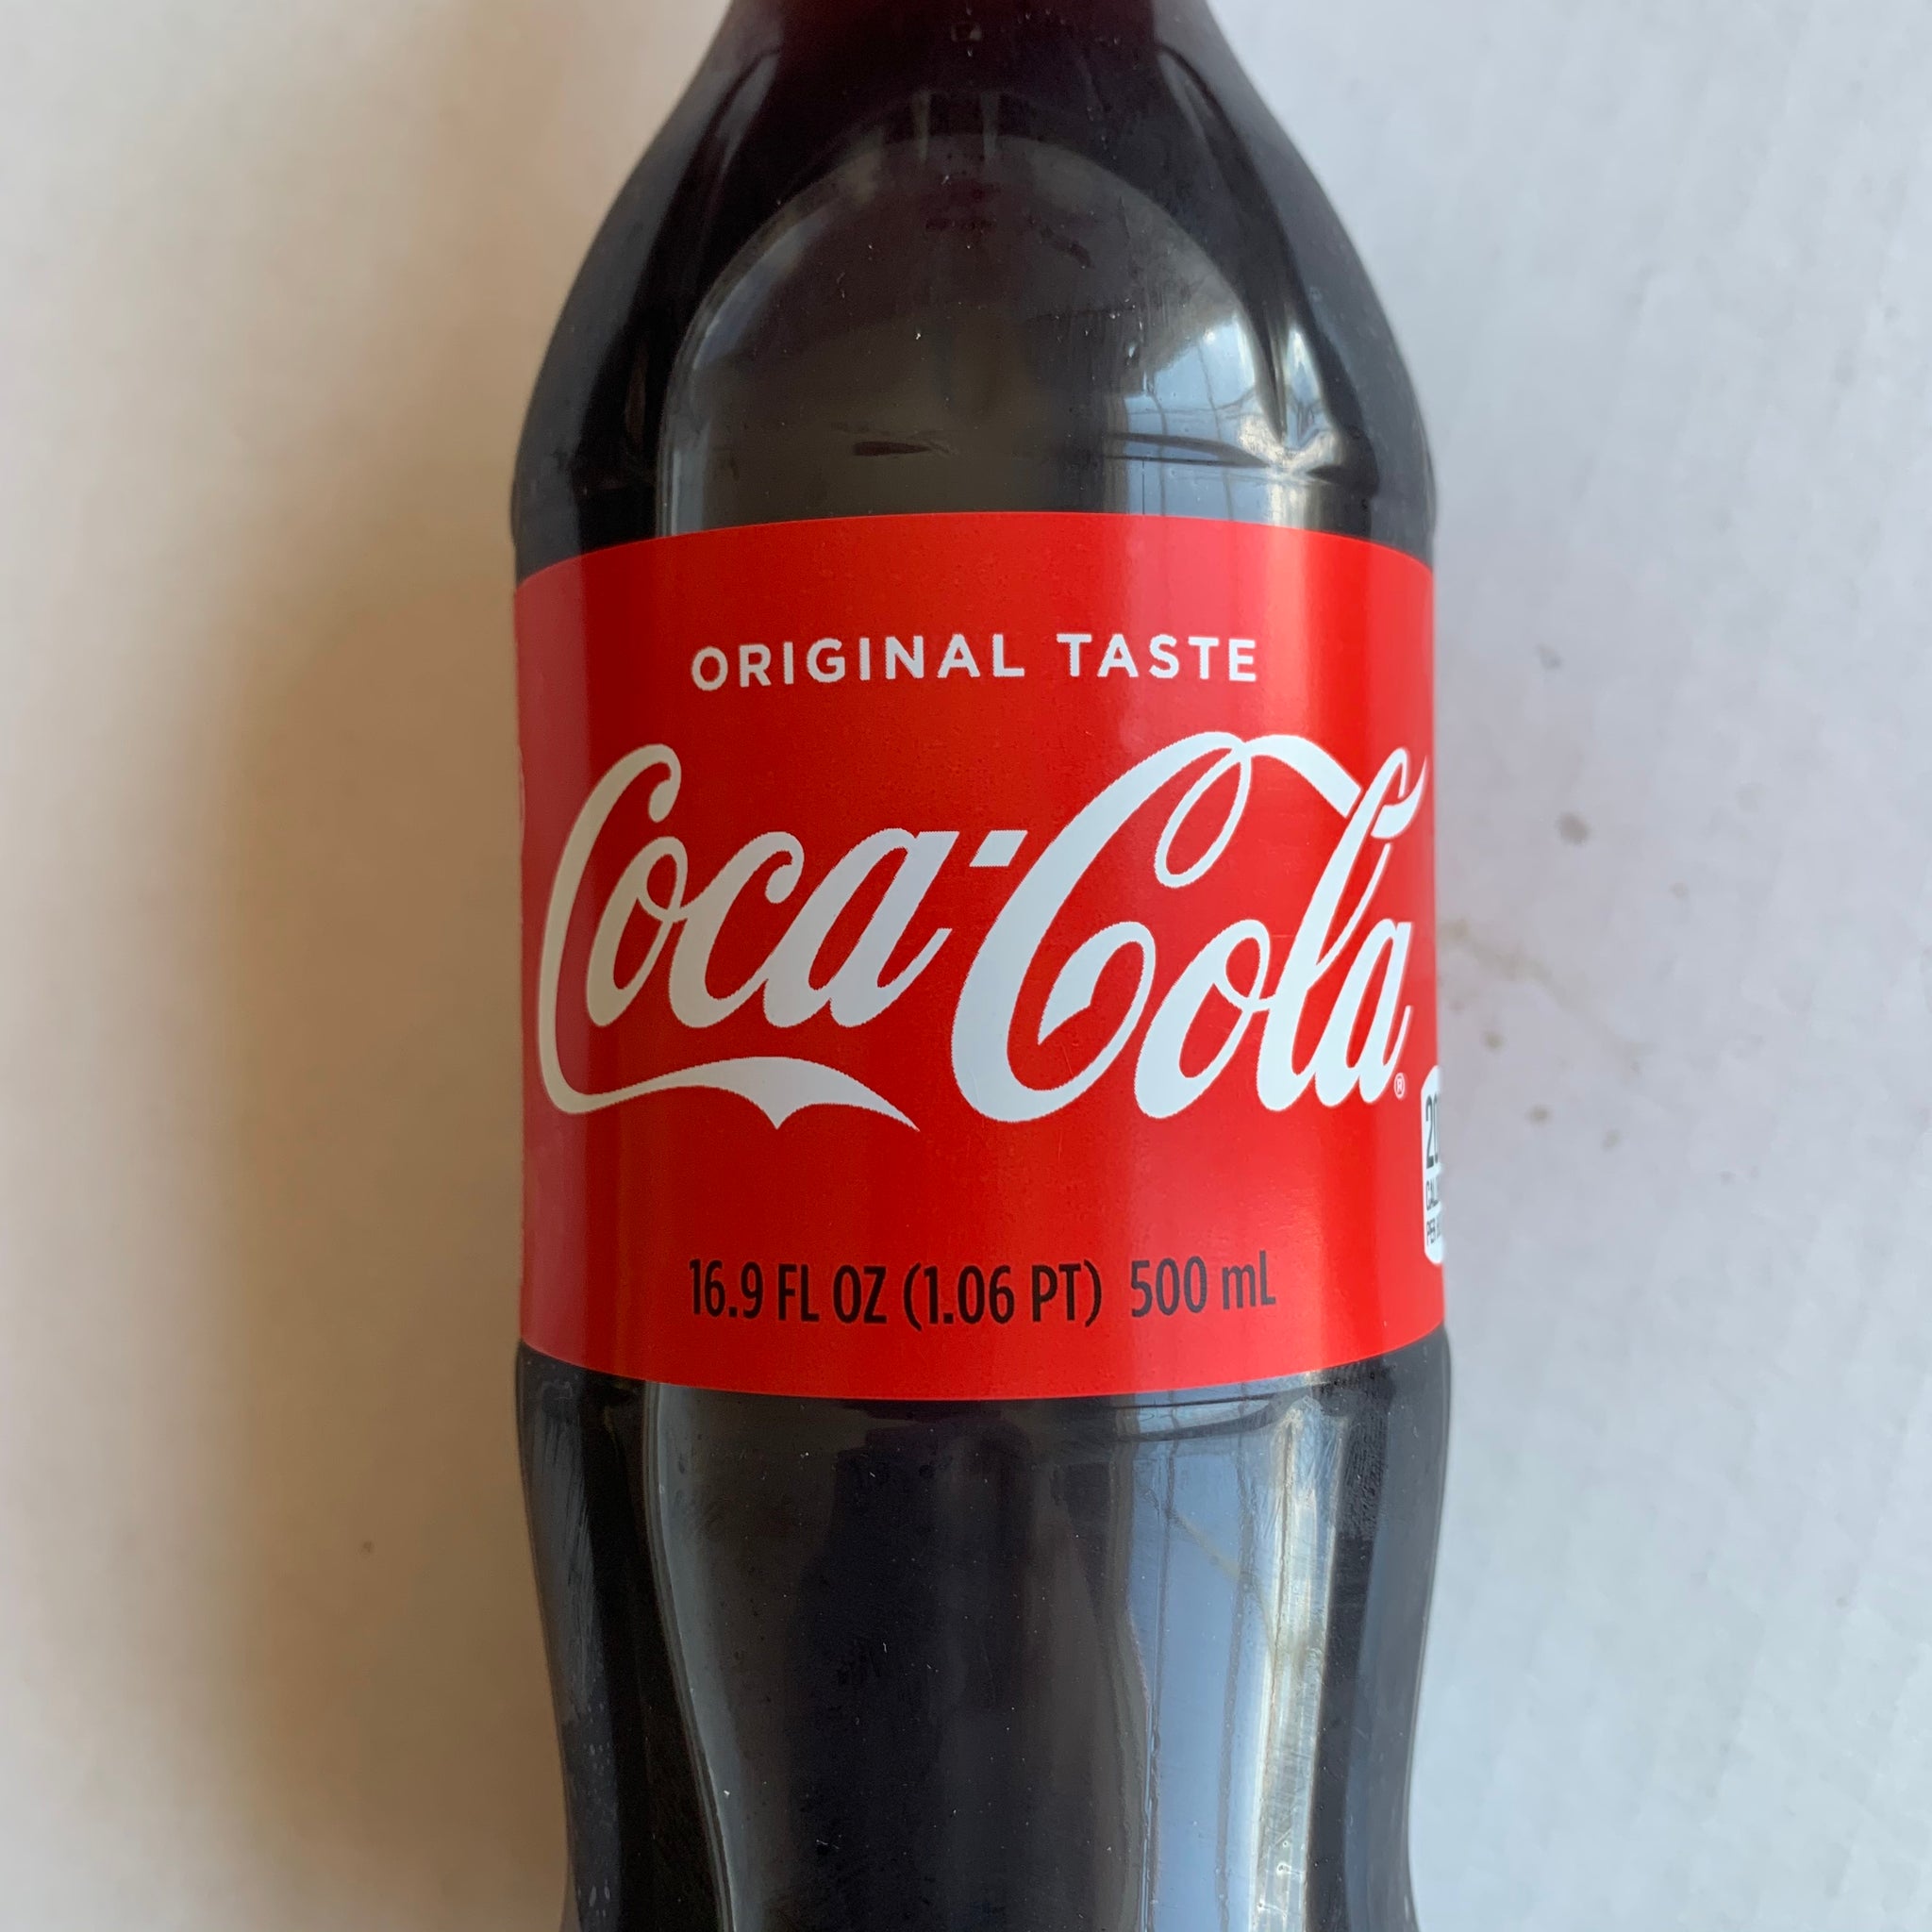 ORIGINAL TASTE
Coca-Cola®
16.9 FL OZ (1.06 PT) 500 mL